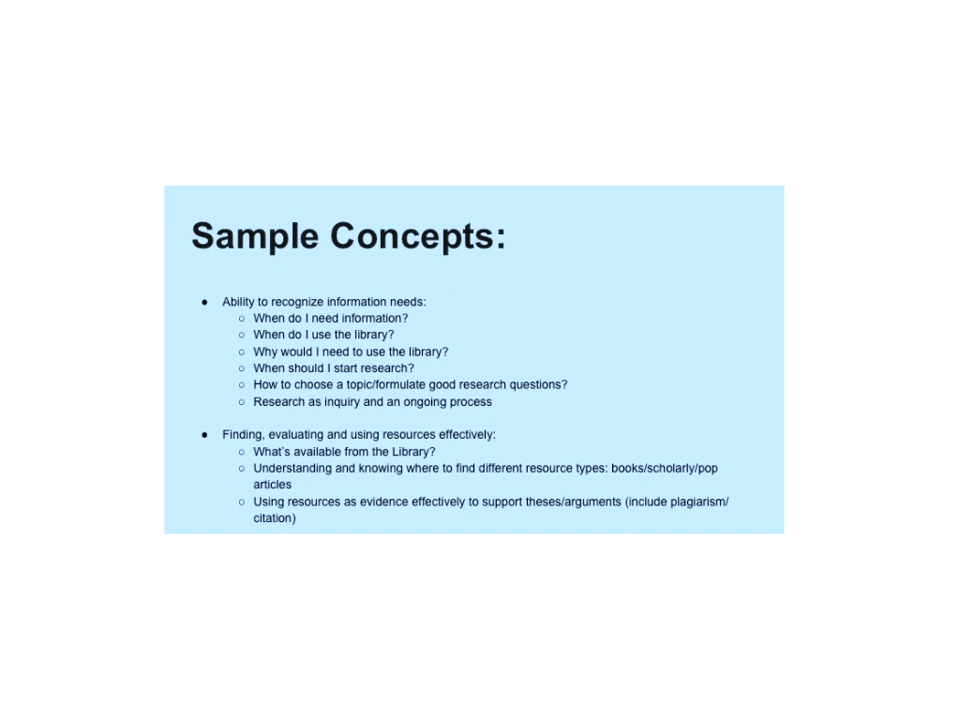 Sample Concepts:
● Ability to recognize information needs:
○ When do I need information?
○ When do I use the library?
○ Why would I need to use the library?
○ When should I start research?
○ How to choose a topic/formulate good research questions?
○ Research as inquiry and an ongoing process
● Finding, evaluating and using resources effectively:
○ What's available from the Library?
○ Understanding and knowing where to find different resource types: books/scholarly/pop
articles
○ Using resources as evidence effectively to support theses/arguments (include plagiarism/
citation)